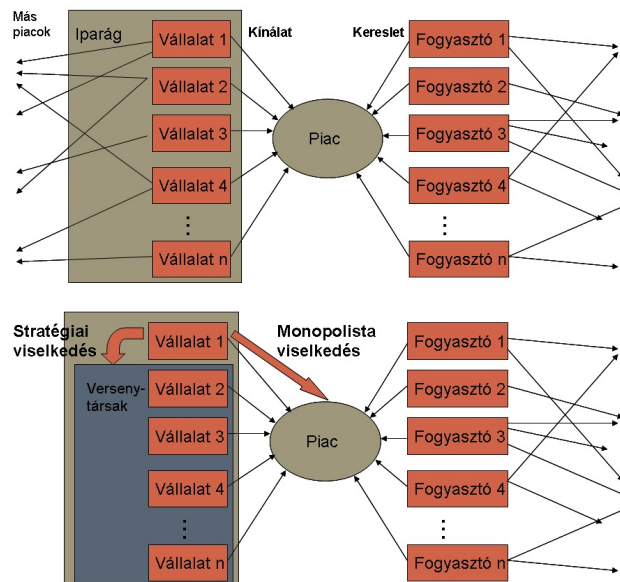 Más
piacok
Iparág
Vállalat 1
Kínálat
Kereslet
Fogyasztó 1
Vállalat 2
Fogyasztó 2
Vállalat 3
Piac
Fogyasztó 3
Vállalat 4
Fogyasztó 4
...
...
Vállalat n
Fogyasztó n
Stratégiai
viselkedés
Vállalat 1
Monopolista
viselkedés
Fogyasztó 1
Verseny-
társak
Vállalat 2
Fogyasztó 2
Vállalat 3
Piac
Fogyasztó 3
Vállalat 4
Fogyasztó 4
...
...
Vállalat n
Fogyasztó n